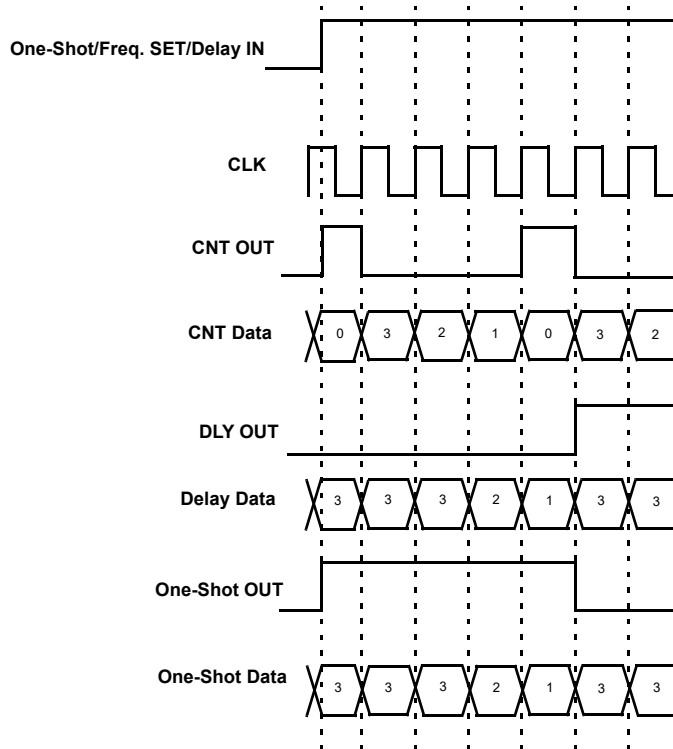 One-Shot/Freq. SET/Delay IN
CLK
CNT OUT
CNT Data 0 3 2 1 0 3 2
DLY OUT
Delay Data 3 3 3 2 1 3 3
One-Shot OUT
One-Shot Data 3 3 3 2 1 3 3